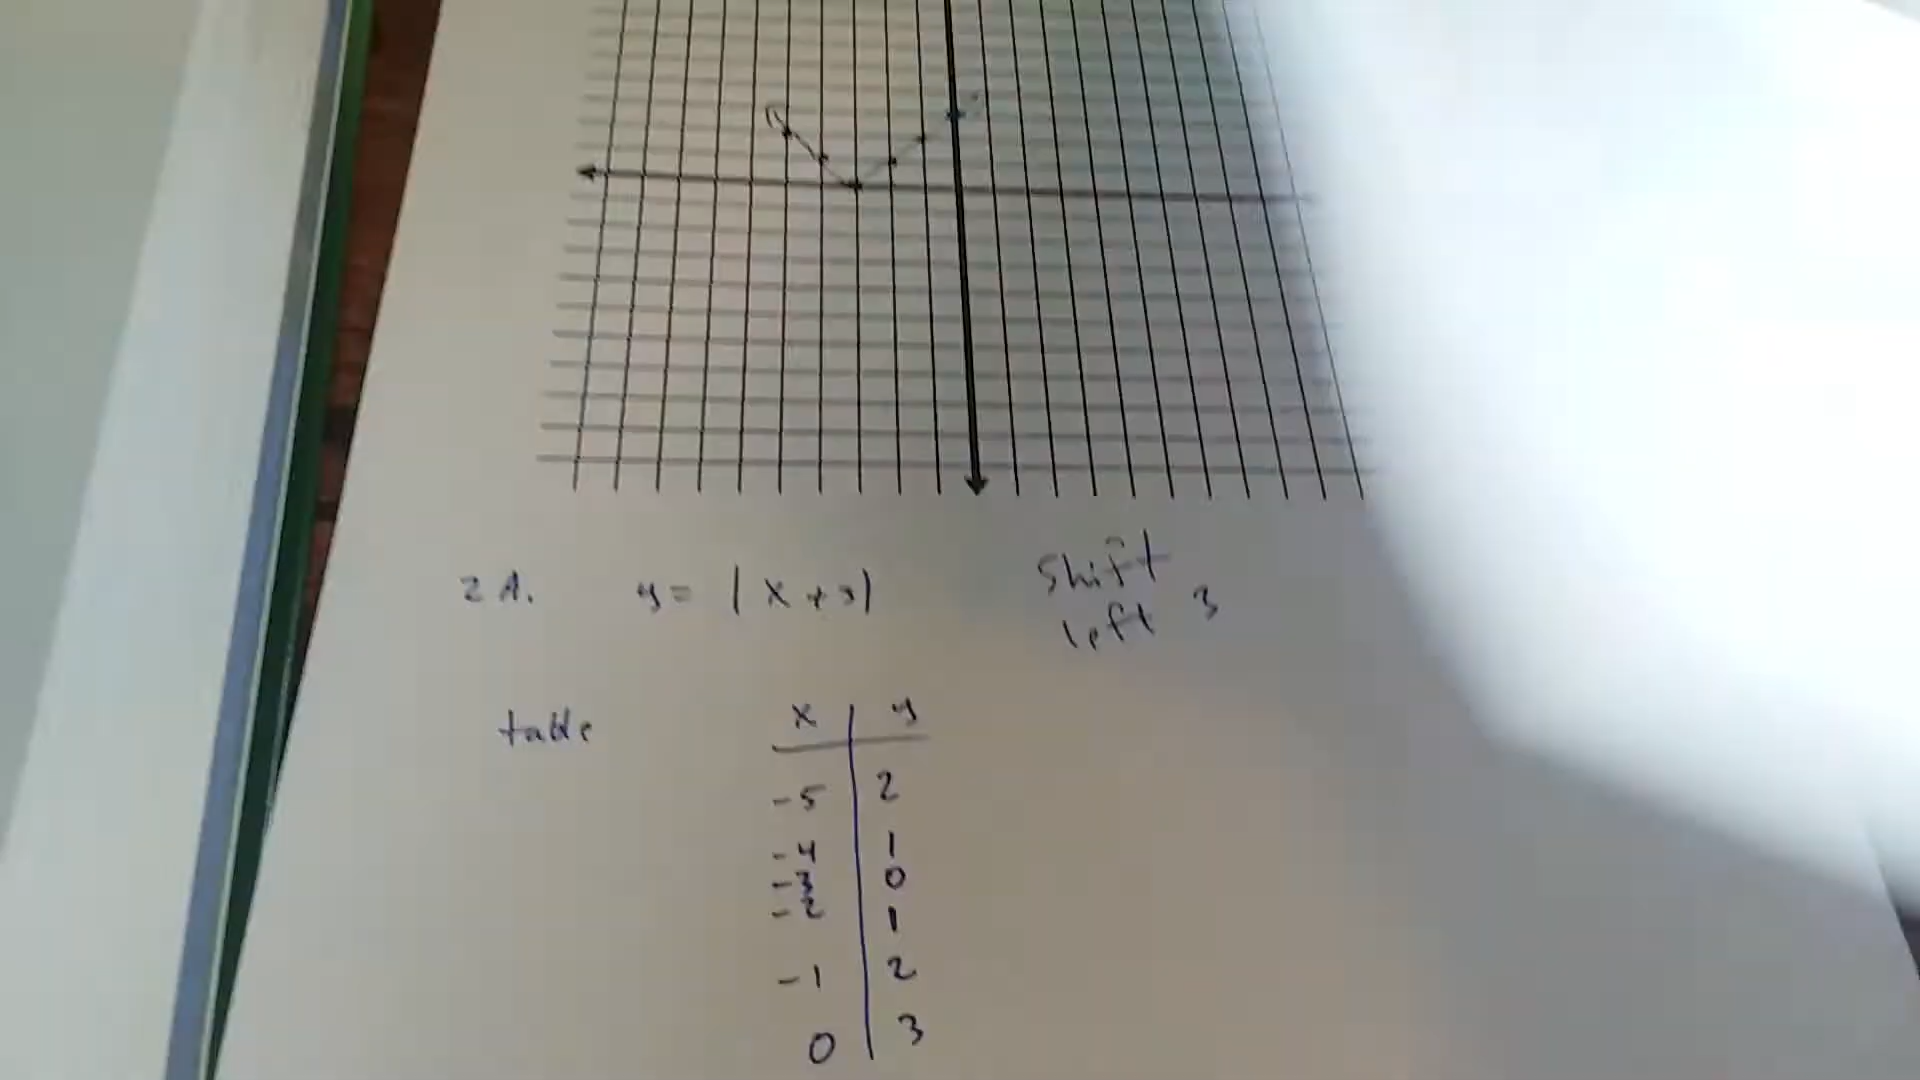 2A. y = |x+3| shift
left 3
table x y
-5 2
-4 1
-3 0
-2 1
-1 2
0 3